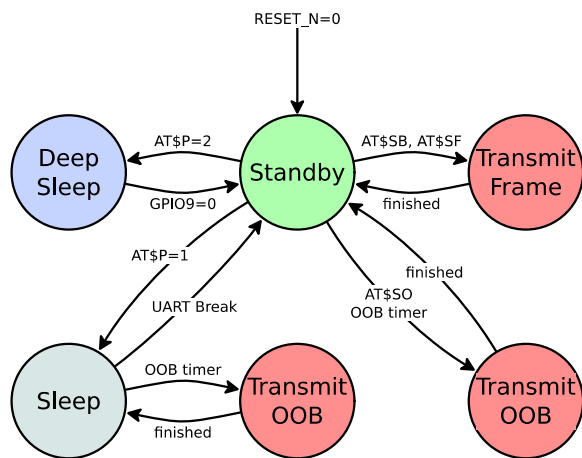 RESET_N=0
AT$P=2
AT$SB, AT$SF
Deep
Sleep
Standby
Transmit
Frame
GPIO9=0
finished
AT$P=1
finished
UART Break
AT$SO
OOB timer
OOB timer
Sleep
Transmit
OOB
Transmit
OOB
finished